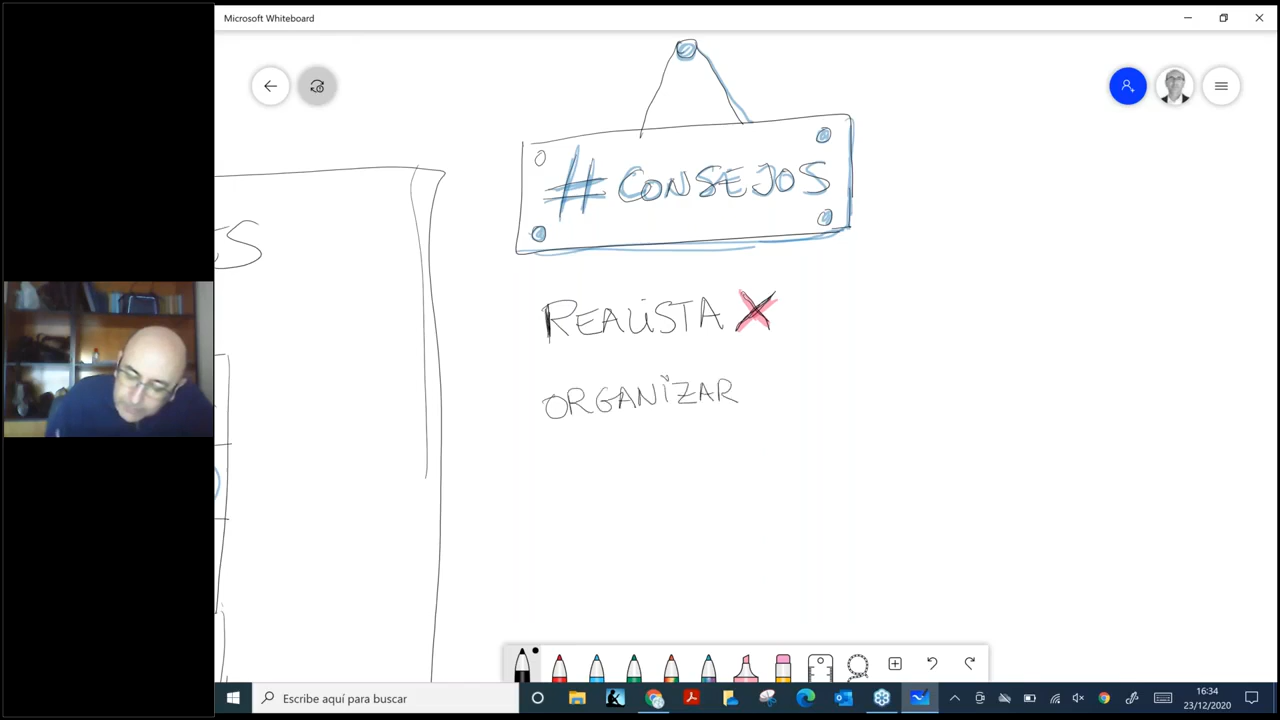 Microsoft Whiteboard
#CONSEJOS
REALISTA X
ORGANIZAR
Escribe aquí para buscar
16:34
23/12/2020